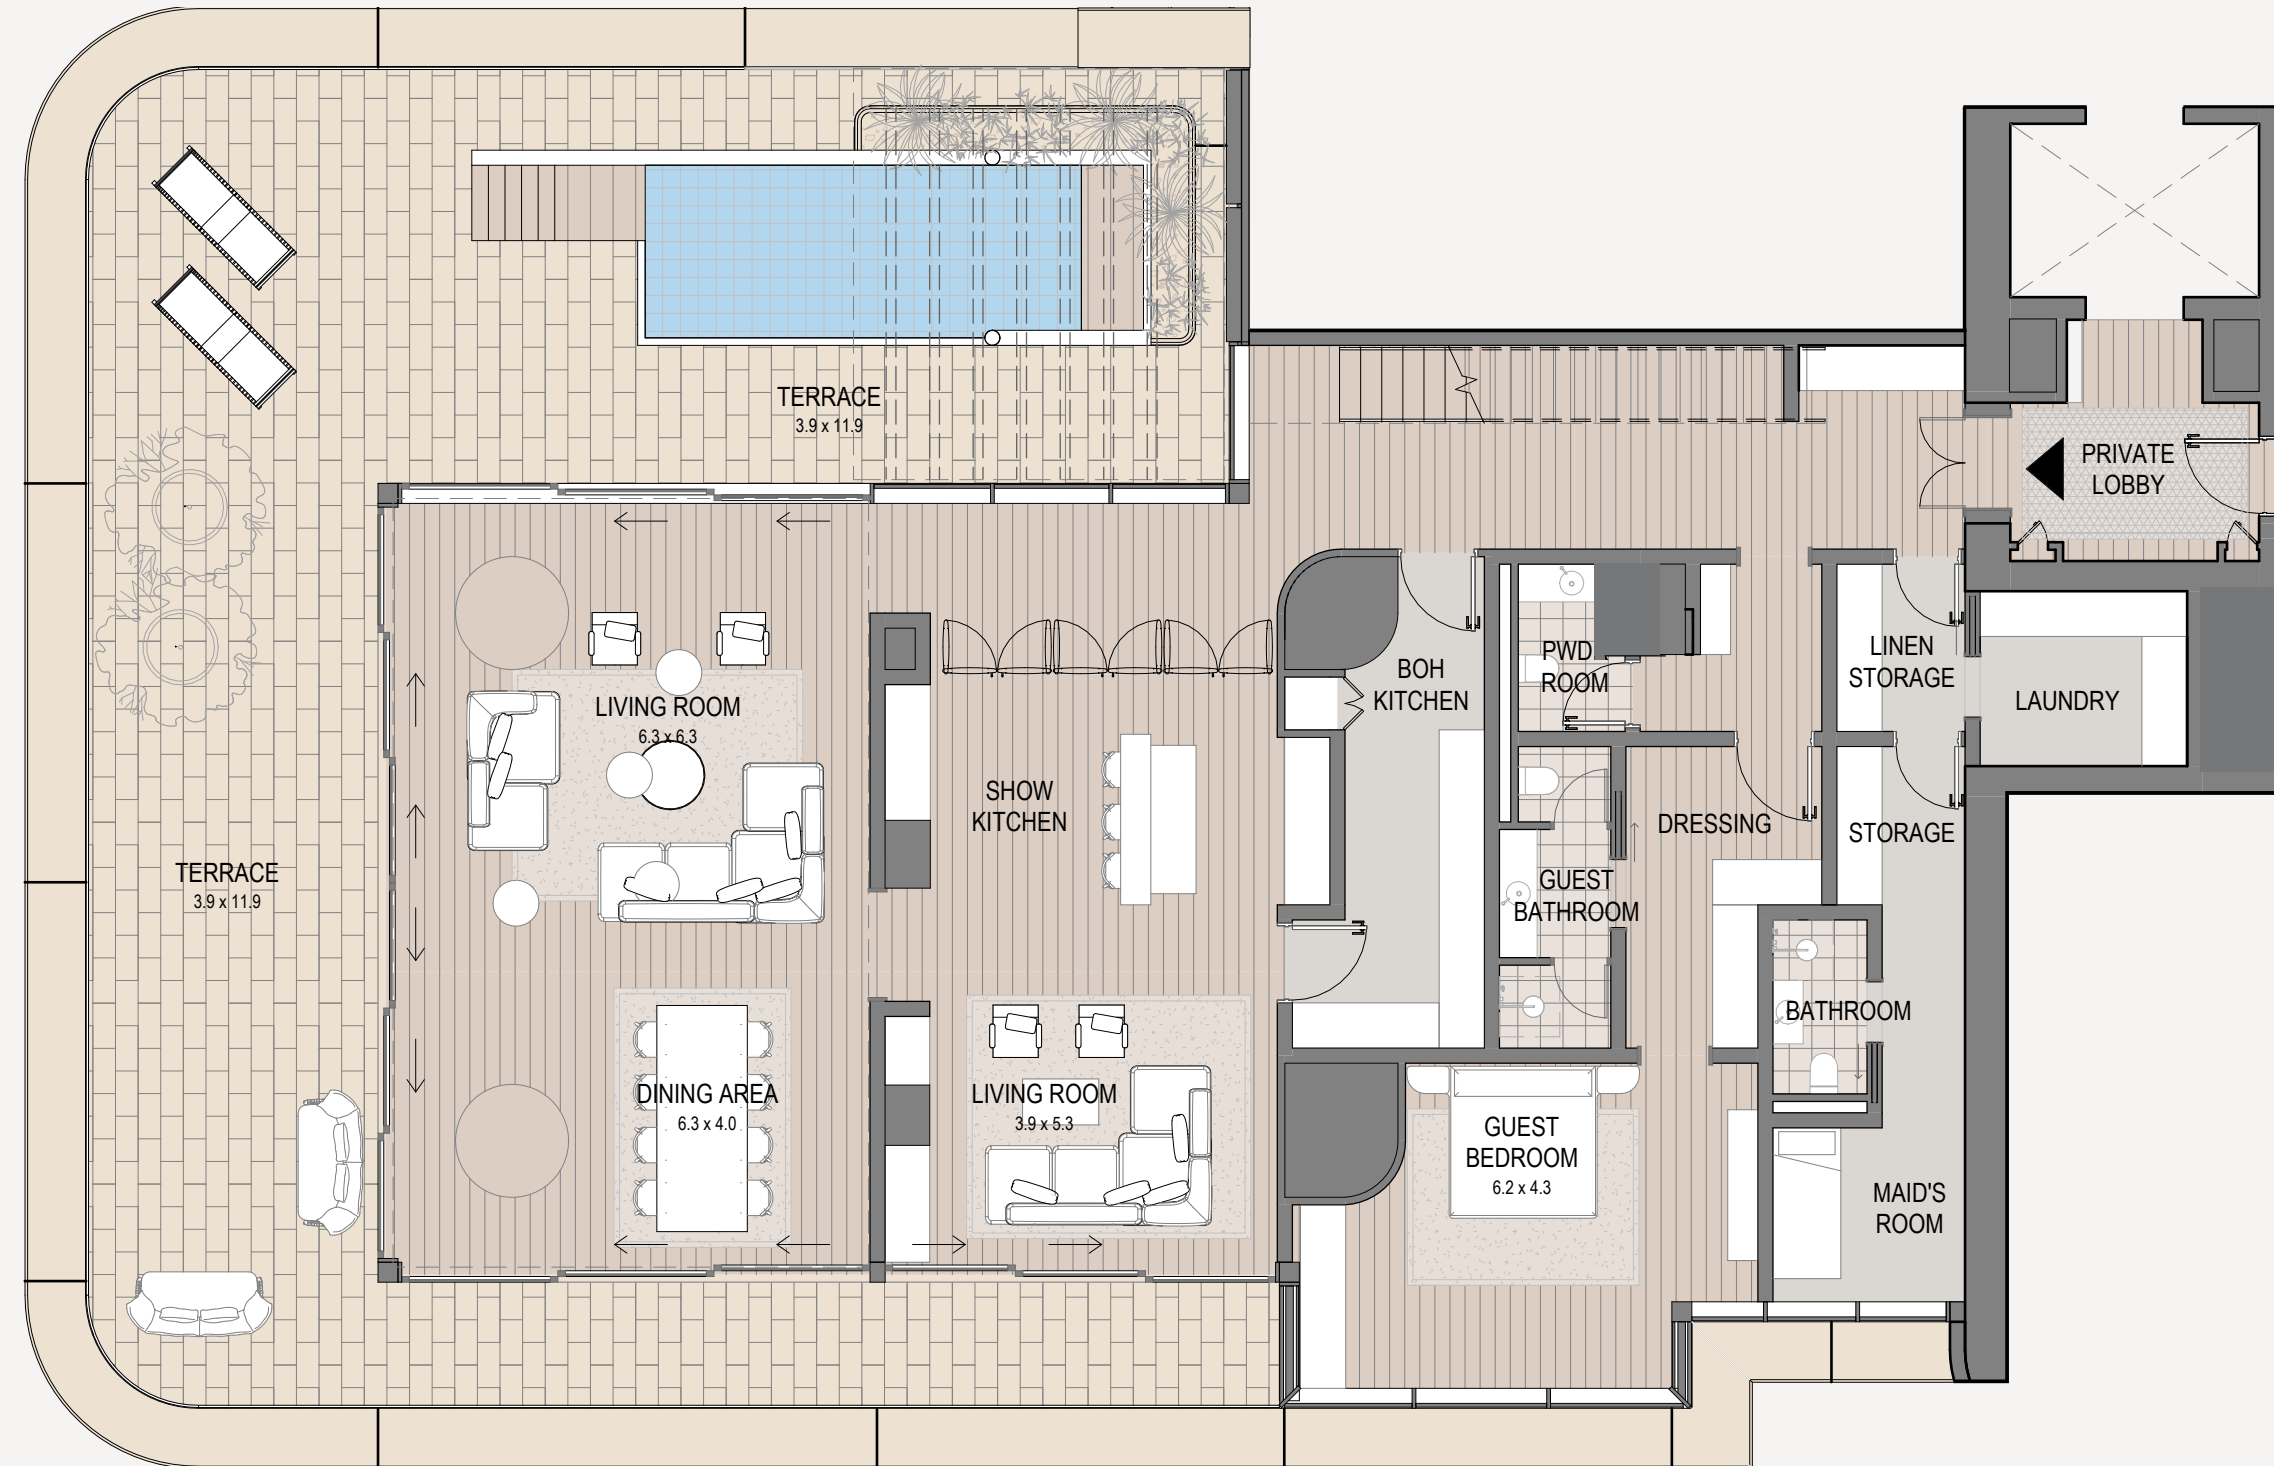 TERRACE
3.9 x 11.9
PRIVATE
LOBBY
LIVING ROOM
6.3 x 6.3
SHOW
KITCHEN
BOH
KITCHEN
PWD
ROOM
LINEN
STORAGE
LAUNDRY
DRESSING
STORAGE
TERRACE
3.9 x 11.9
GUEST
BATHROOM
BATHROOM
DINING AREA
6.3 x 4.0
LIVING ROOM
3.9 x 5.3
GUEST
BEDROOM
6.2 x 4.3
MAID'S
ROOM